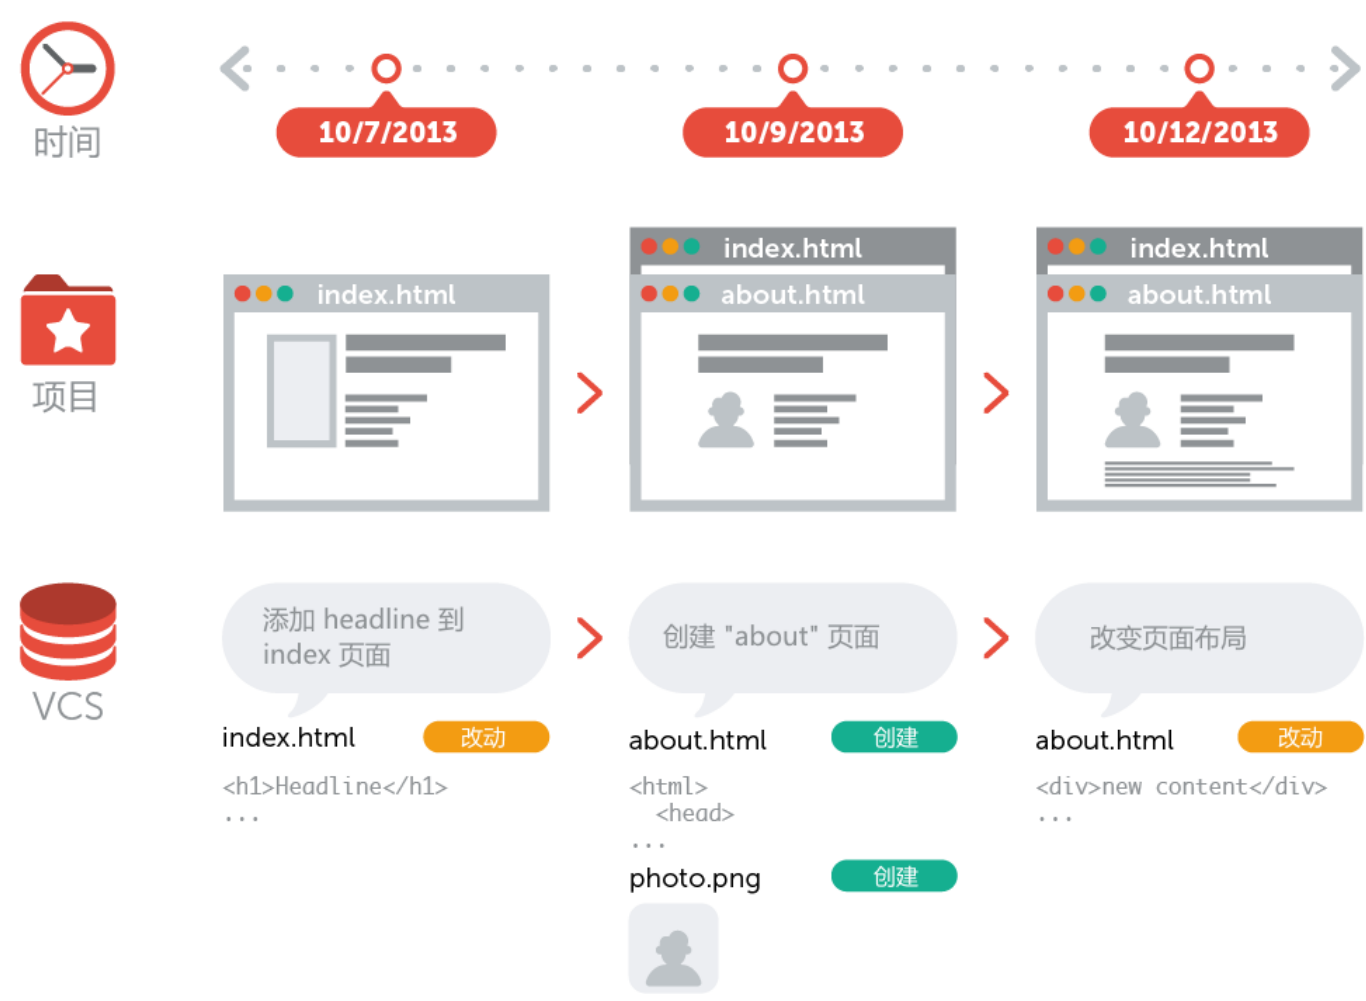 时间
10/7/2013
10/9/2013
10/12/2013
项目
index.html
index.html
about.html
index.html
about.html
VCS
添加 headline 到
index 页面
index.html 改动
<h1>Headline</h1>
...
创建 "about" 页面
about.html 创建
<html>
<head>
...
photo.png 创建
改变页面布局
about.html 改动
<div>new content</div>
...